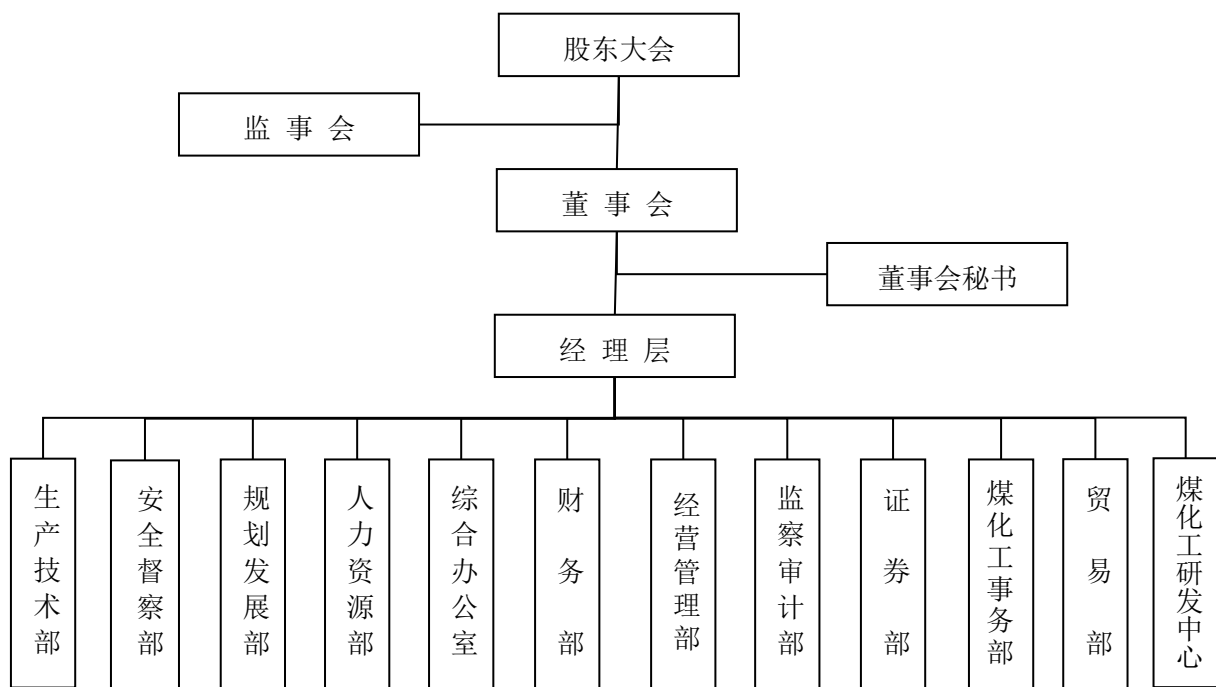 股东大会
监 事 会
董 事 会
董事会秘书
经 理 层
生产技术部
安全督察部
规划发展部
人力资源部
综合办公室
财务部
经营管理部
监察审计部
证券部
煤化工事务部
贸易部
煤化工研发中心